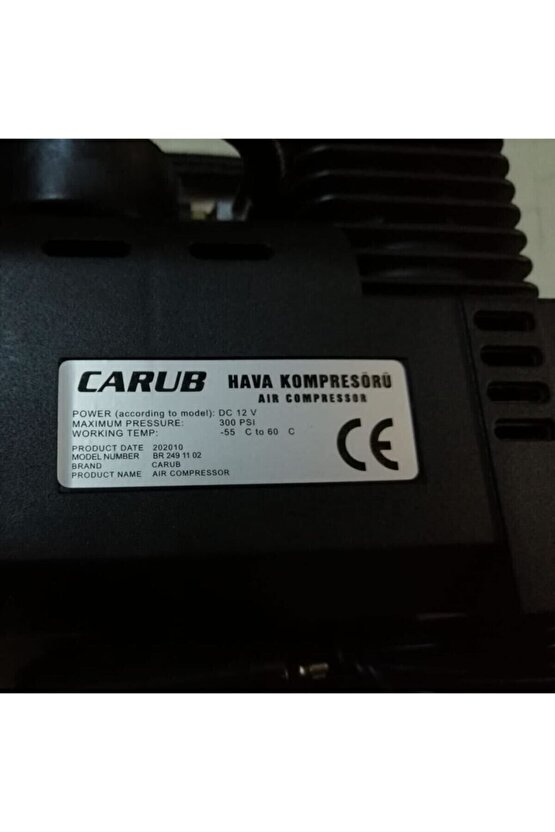 CARUB HAVA KOMPRESÖRÜ
AIR COMPRESSOR
POWER (according to model): DC 12 V
MAXIMUM PRESSURE: 300 PSI
WORKING TEMP: -55 C to 60 C
PRODUCT DATE 202010
MODEL NUMBER BR 249 11 02
BRAND CARUB
PRODUCT NAME AIR COMPRESSOR
CE